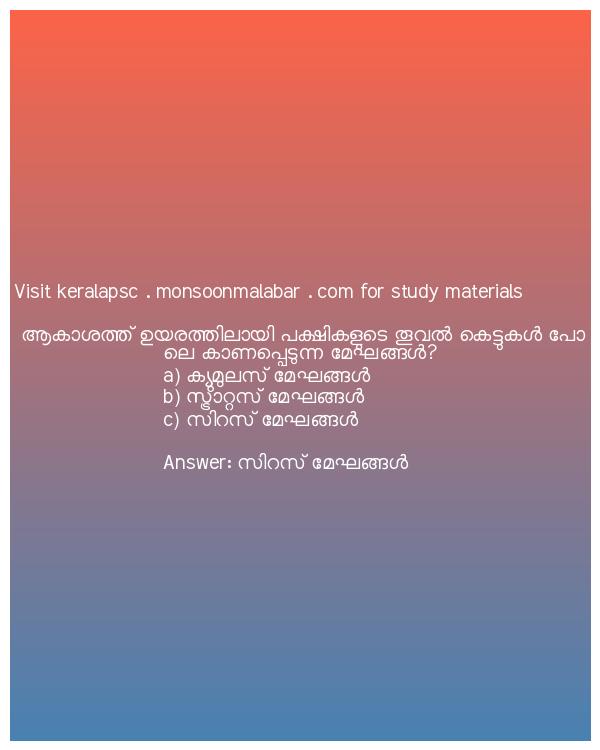 Visit keralapsc . monsoonmalabar . com for study materials
ആകാശത്ത് ഉയരത്തിലായി പക്ഷികളുടെ തൂവൽ കെട്ടുകൾ പോ
ലെ കാണപ്പെടുന്ന മേഘങ്ങൾ?
a) ക്യുമുലസ് മേഘങ്ങൾ
b) സ്ട്രാറ്റസ് മേഘങ്ങൾ
c) സിറസ് മേഘങ്ങൾ
Answer: സിറസ് മേഘങ്ങൾ